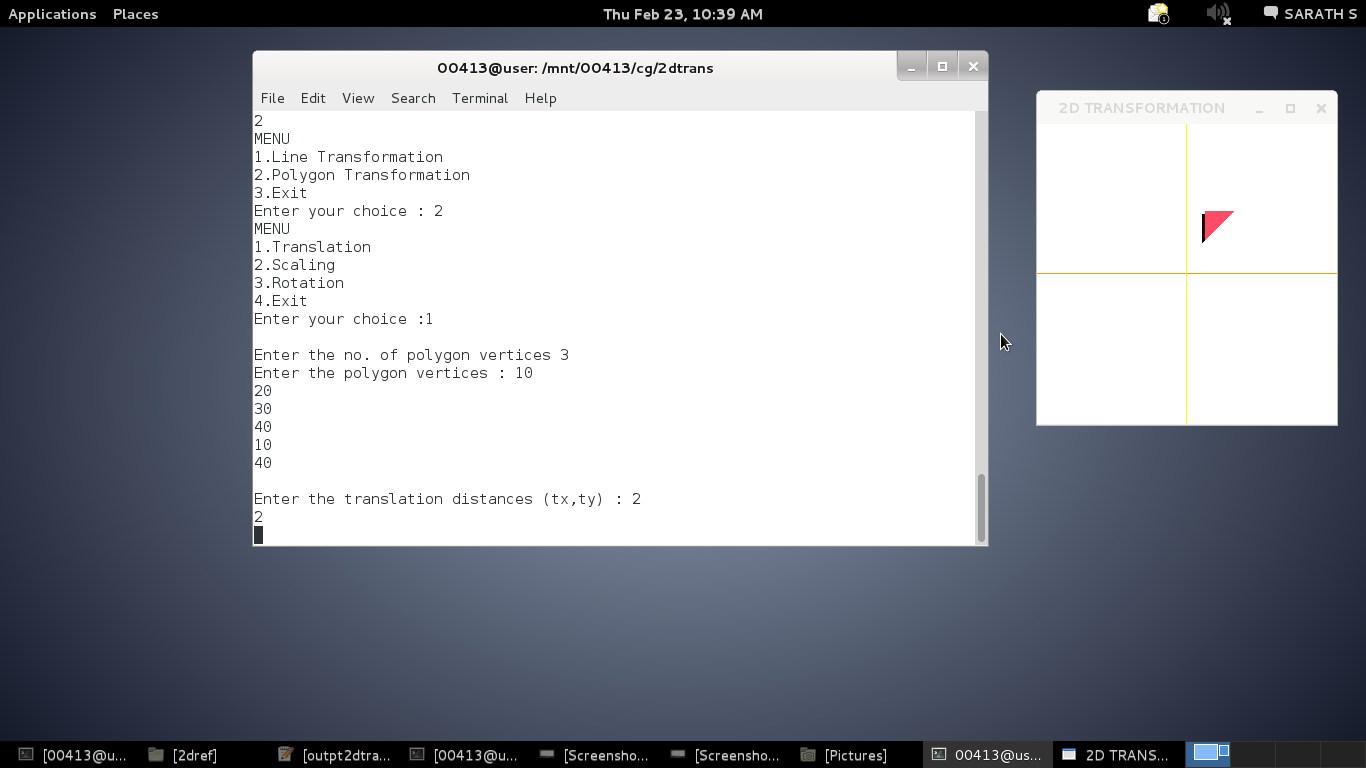 Applications Places Thu Feb 23, 10:39 AM 1 SARATH S
00413@user: /mnt/00413/cg/2dtrans
File Edit View Search Terminal Help
2
MENU
1.Line Transformation
2.Polygon Transformation
3.Exit
Enter your choice : 2
MENU
1.Translation
2.Scaling
3.Rotation
4.Exit
Enter your choice :1
Enter the no. of polygon vertices 3
Enter the polygon vertices : 10
20
30
40
10
40
Enter the translation distances (tx,ty) : 2
2
2D TRANSFORMATION
[00413@u... [2dref] [outpt2dtra... [00413@u... [Screensho... [Screensho... [Pictures] 00413@us... 2D TRANS...